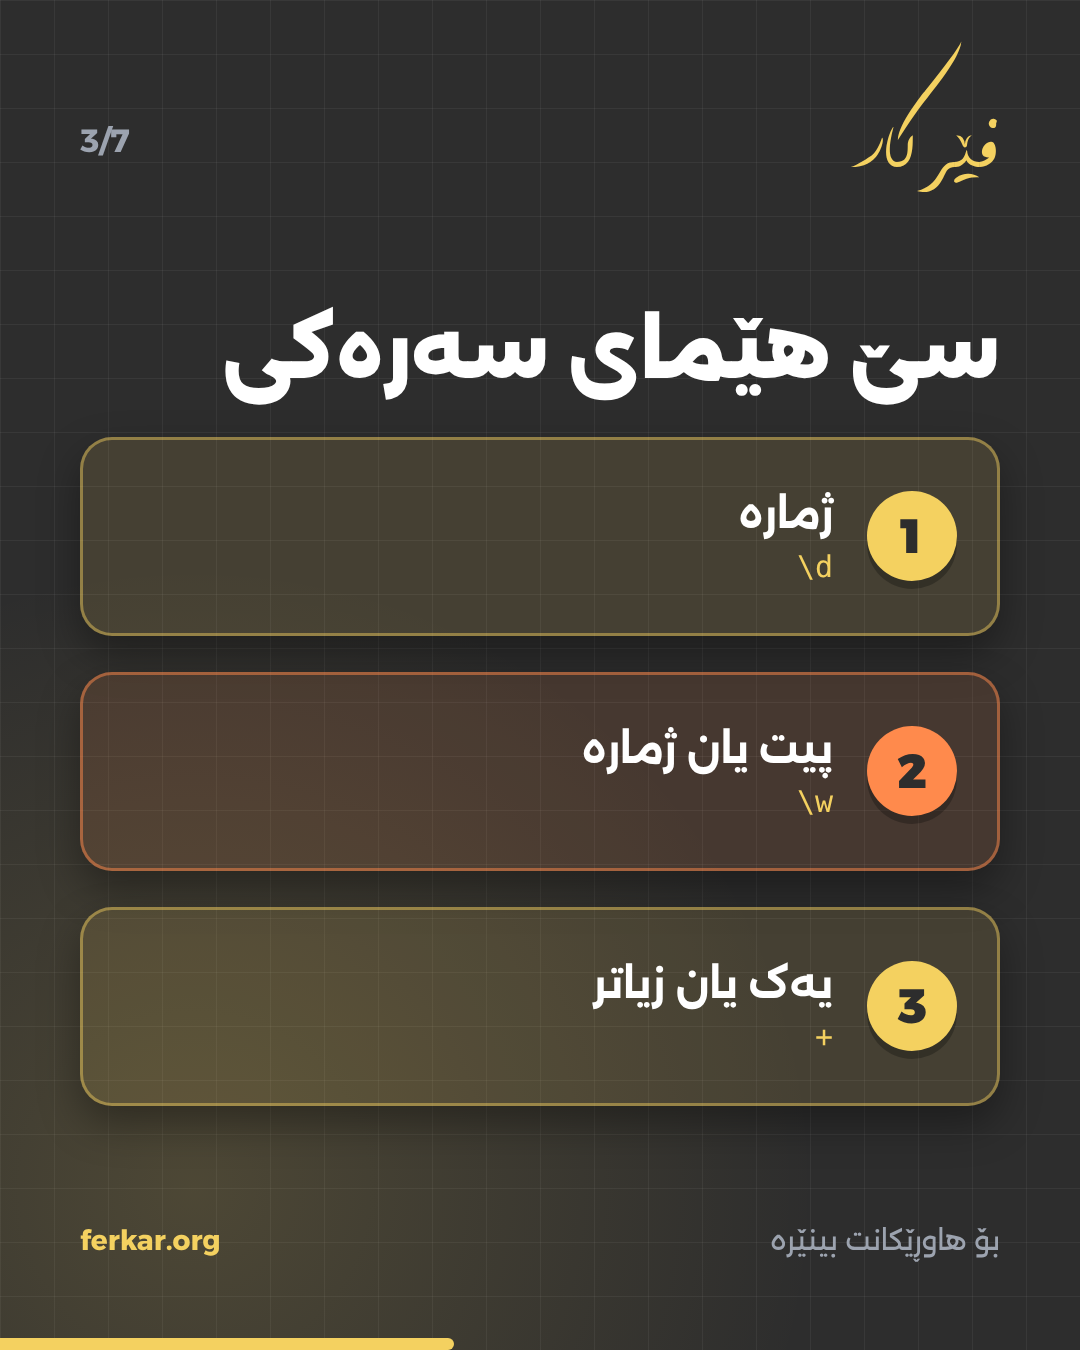 فێرکار
3/7
سێ هێمای سەرەکی
1
ژمارە
\d
2
پیت یان ژمارە
\w
3
یەک یان زیاتر
+
بۆ هاوڕێکانت بینێرە
ferkar.org